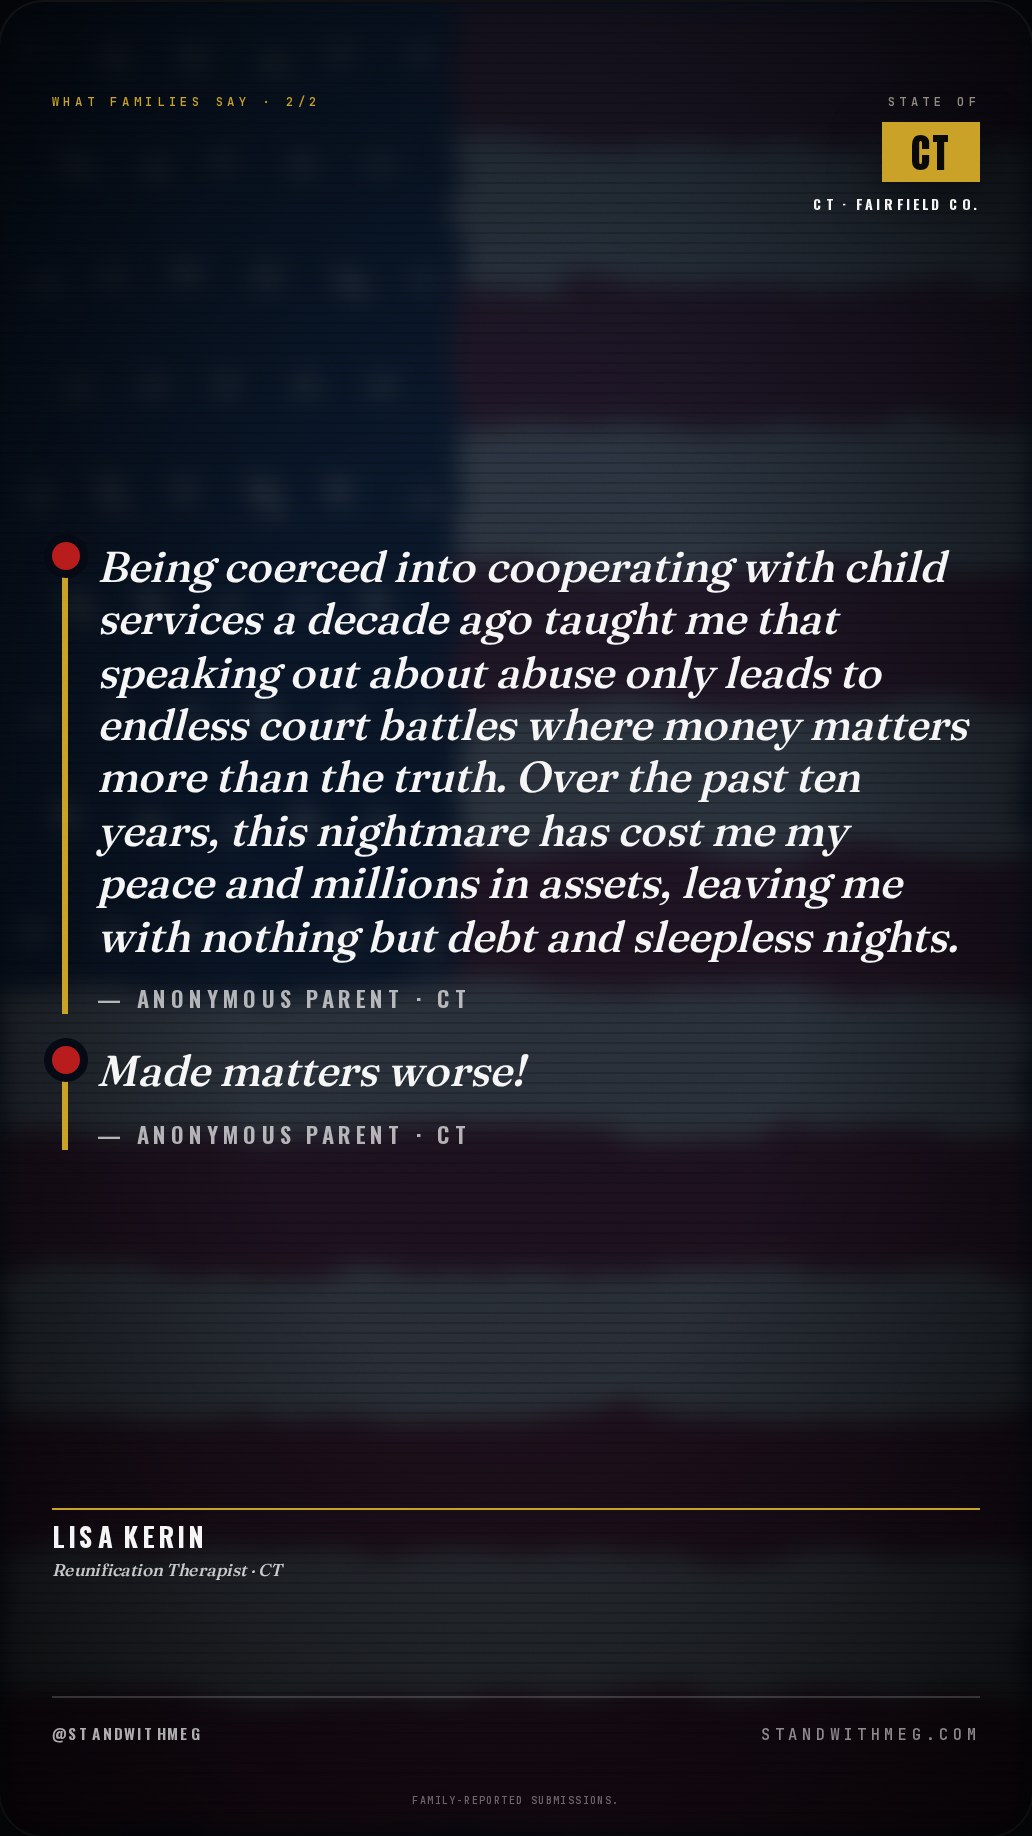 WHAT FAMILIES SAY · 2/2
STATE OF
CT
CT · FAIRFIELD CO.
Being coerced into cooperating with child
services a decade ago taught me that
speaking out about abuse only leads to
endless court battles where money matters
more than the truth. Over the past ten
years, this nightmare has cost me my
peace and millions in assets, leaving me
with nothing but debt and sleepless nights.
— ANONYMOUS PARENT · CT
Made matters worse!
— ANONYMOUS PARENT · CT
LISA KERIN
Reunification Therapist · CT
@STANDWITHMEG
STANDWITHMEG.COM
FAMILY-REPORTED SUBMISSIONS.